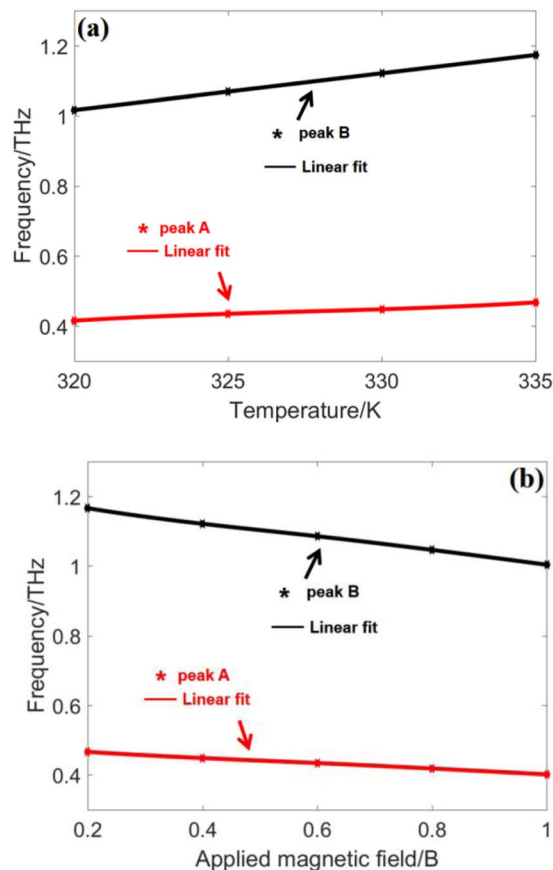 (a)
1.2
1
0.8
0.6
0.4
Frequency/THz
* peak B
Linear fit
* peak A
Linear fit
320
325
330
335
Temperature/K
(b)
1.2
1
0.8
0.6
0.4
Frequency/THz
* peak B
Linear fit
* peak A
Linear fit
0.2
0.4
0.6
0.8
1
Applied magnetic field/B